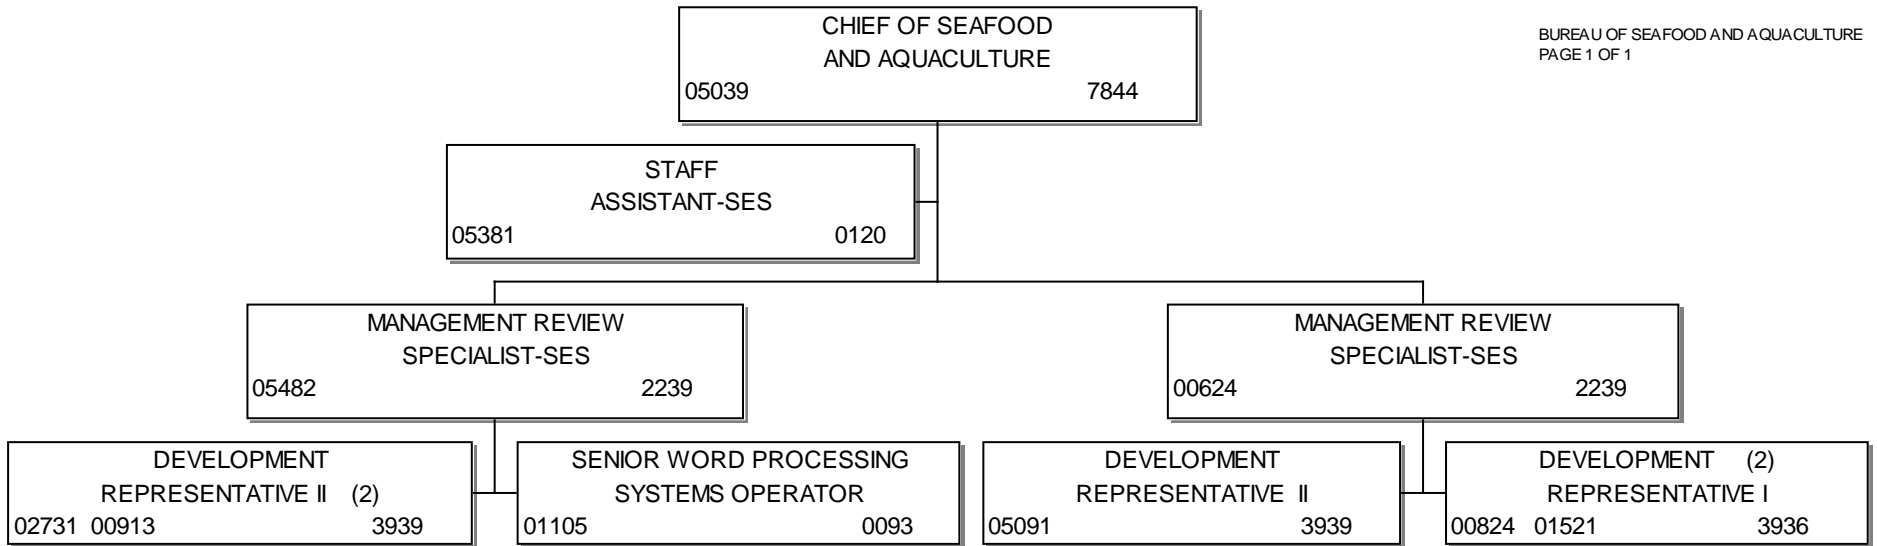 BUREAU OF SEAFOOD AND AQUACULTURE
PAGE 1 OF 1
CHIEF OF SEAFOOD
AND AQUACULTURE
05039 7844
STAFF
ASSISTANT-SES
05381 0120
MANAGEMENT REVIEW
SPECIALIST-SES
05482 2239
MANAGEMENT REVIEW
SPECIALIST-SES
00624 2239
DEVELOPMENT
REPRESENTATIVE II (2)
02731 00913 3939
SENIOR WORD PROCESSING
SYSTEMS OPERATOR
01105 0093
DEVELOPMENT
REPRESENTATIVE II
05091 3939
DEVELOPMENT (2)
REPRESENTATIVE I
00824 01521 3936